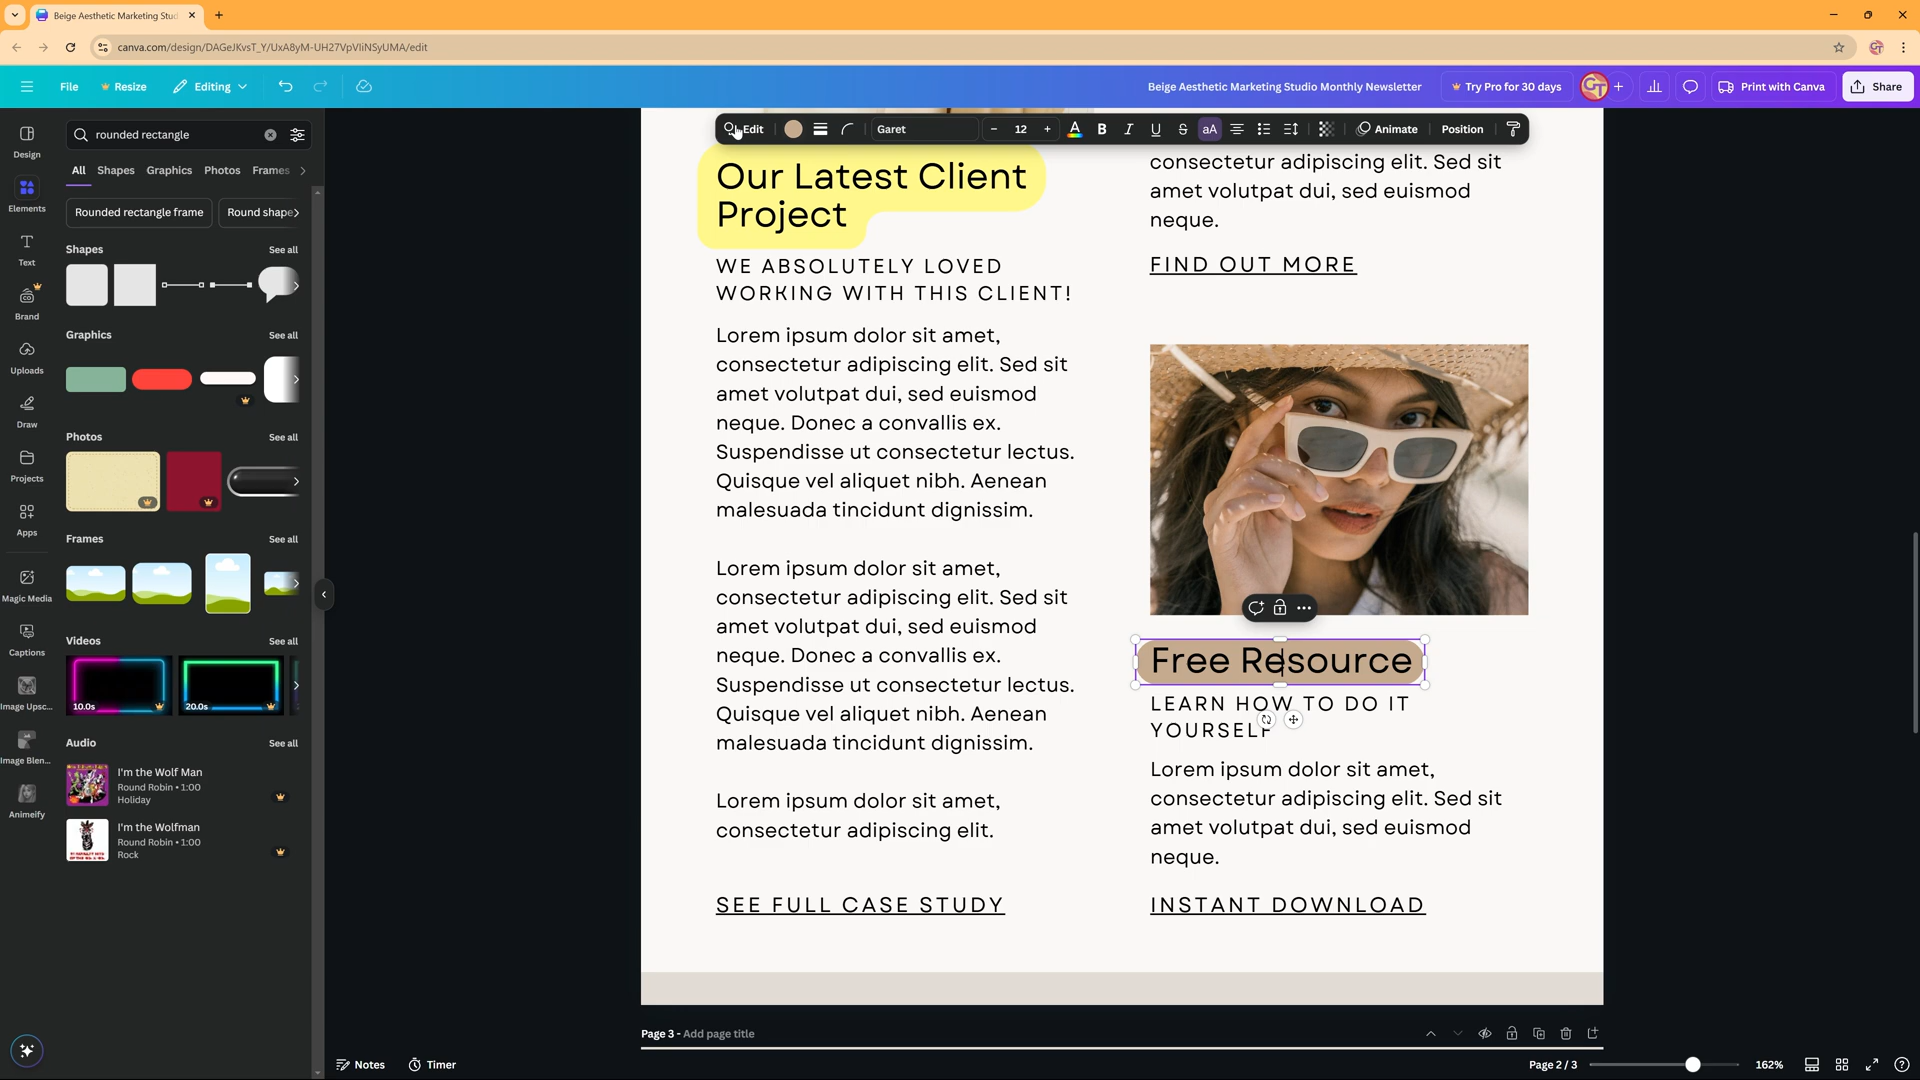 Beige Aesthetic Marketing Stud
canva.com/design/DAGeJKvsT_Y/UxA8yM-UH27VpVIiNSyUMA/edit
File
Resize
Editing
Beige Aesthetic Marketing Studio Monthly Newsletter
GT
Try Pro for 30 days
Print with Canva
Share
Design
Elements
Text
Brand
Uploads
Draw
Projects
Apps
Magic Media
Captions
Image Upsc...
Image Blen...
Animeify
rounded rectangle
All
Shapes
Graphics
Photos
Frames
Rounded rectangle frame
Round shape
Shapes
See all
Graphics
See all
Photos
See all
Frames
See all
Videos
See all
10.0s
20.0s
Audio
See all
I'm the Wolf Man
Round Robin • 1:00
Holiday
I'm the Wolfman
Round Robin • 1:00
Rock
Edit
Garet
– 12 +
A
B
I
U
S
aA
Animate
Position
Our Latest Client
Project
WE ABSOLUTELY LOVED
WORKING WITH THIS CLIENT!
Lorem ipsum dolor sit amet,
consectetur adipiscing elit. Sed sit
amet volutpat dui, sed euismod
neque. Donec a convallis ex.
Suspendisse ut consectetur lectus.
Quisque vel aliquet nibh. Aenean
malesuada tincidunt dignissim.
Lorem ipsum dolor sit amet,
consectetur adipiscing elit. Sed sit
amet volutpat dui, sed euismod
neque. Donec a convallis ex.
Suspendisse ut consectetur lectus.
Quisque vel aliquet nibh. Aenean
malesuada tincidunt dignissim.
Lorem ipsum dolor sit amet,
consectetur adipiscing elit.
SEE FULL CASE STUDY
consectetur adipiscing elit. Sed sit
amet volutpat dui, sed euismod
neque.
FIND OUT MORE
Free Resource
LEARN HOW TO DO IT
YOURSELF
Lorem ipsum dolor sit amet,
consectetur adipiscing elit. Sed sit
amet volutpat dui, sed euismod
neque.
INSTANT DOWNLOAD
Page 3 - Add page title
Notes
Timer
Page 2 / 3
162%